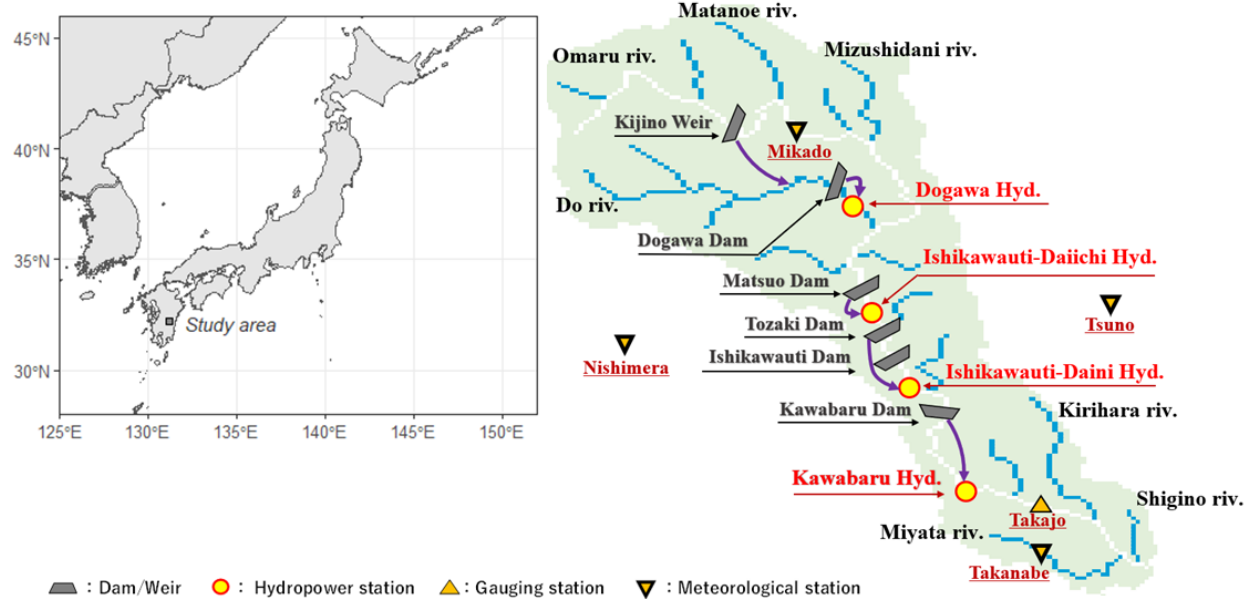 45°N
40°N
35°N
30°N
125°E
130°E
135°E
140°E
145°E
150°E
Study area
Matanoe riv.
Omaru riv.
Mizushidani riv.
Kijino Weir
Mikado
Dogawa Hyd.
Do riv.
Dogawa Dam
Ishikawauti-Daiichi Hyd.
Matsuo Dam
Tsuno
Tozaki Dam
Nishimera
Ishikawauti Dam
Ishikawauti-Daini Hyd.
Kawabaru Dam
Kirihara riv.
Kawabaru Hyd.
Shigino riv.
Takajo
Miyata riv.
Takanabe
: Dam/Weir
: Hydropower station
: Gauging station
: Meteorological station